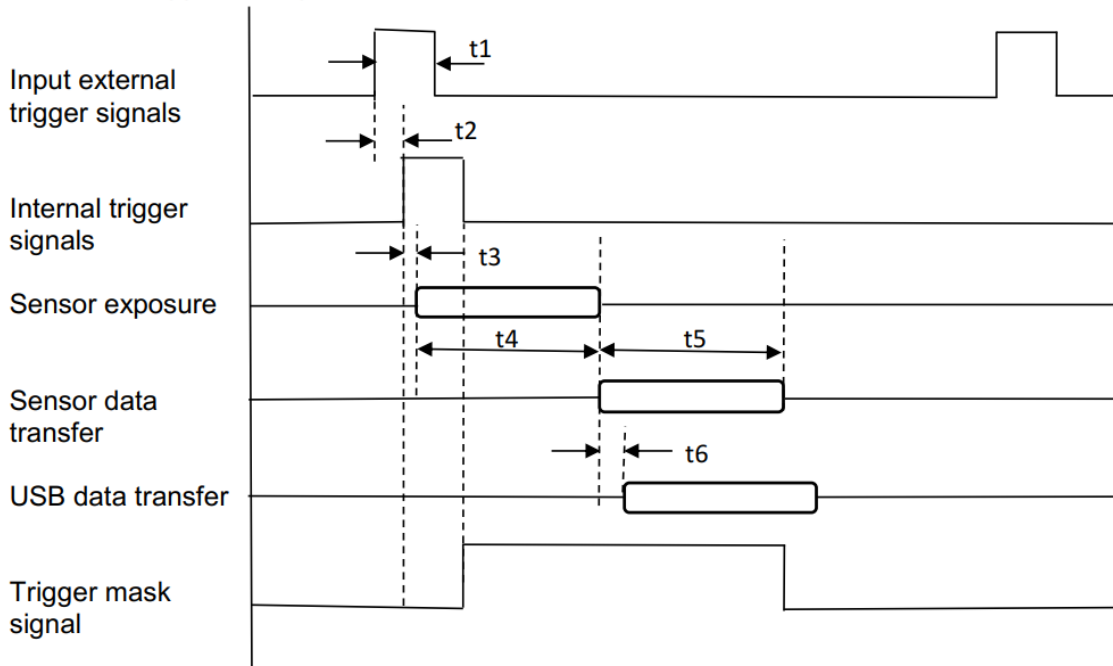 t1
Input external
trigger signals
t2
Internal trigger
signals
t3
Sensor exposure
t4
t5
Sensor data
transfer
t6
USB data transfer
Trigger mask
signal